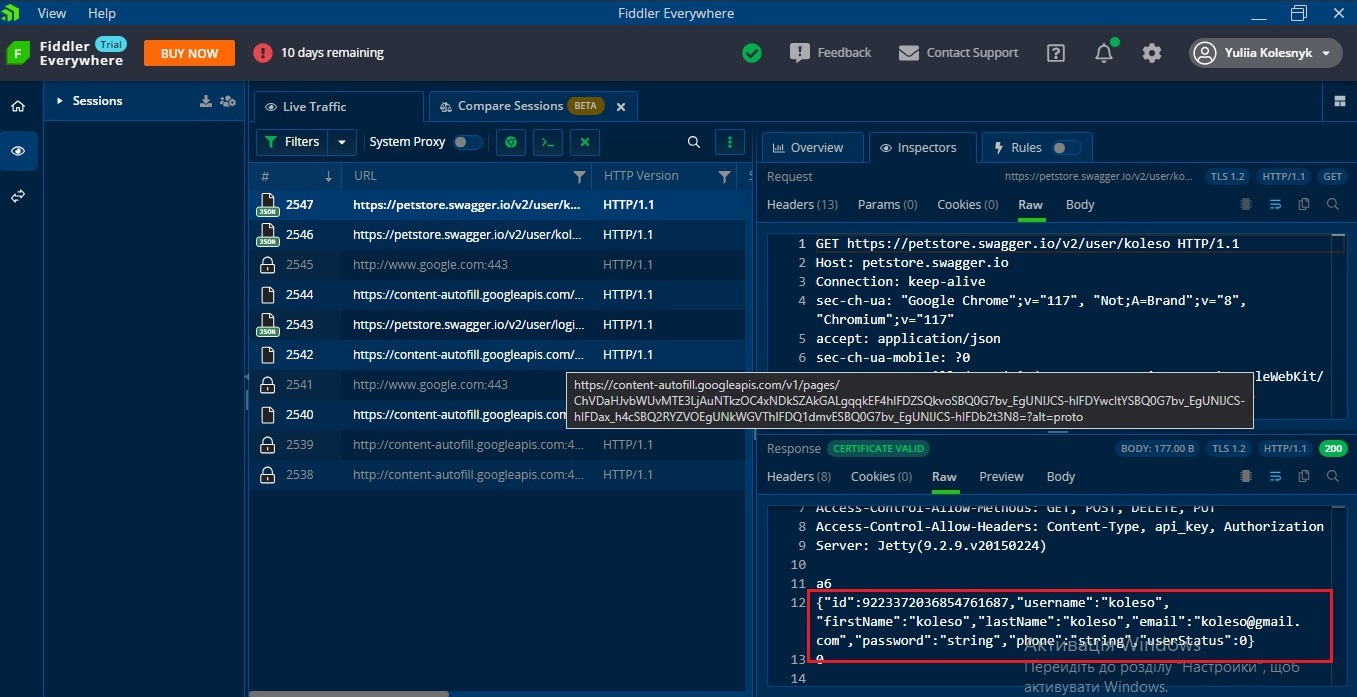 View Help Fiddler Everywhere
Fiddler Trial
Everywhere
BUY NOW
10 days remaining
Feedback
Contact Support
Yuliia Kolesnyk
Sessions
Live Traffic
Compare Sessions BETA
Filters
System Proxy
# URL HTTP Version
JSON 2547 https://petstore.swagger.io/v2/user/k... HTTP/1.1
JSON 2546 https://petstore.swagger.io/v2/user/kol... HTTP/1.1
2545 http://www.google.com:443 HTTP/1.1
2544 https://content-autofill.googleapis.com/... HTTP/1.1
JSON 2543 https://petstore.swagger.io/v2/user/logi... HTTP/1.1
2542 https://content-autofill.googleapis.com/... HTTP/1.1
2541 http://www.google.com:443
2540 https://content-autofill.googleapis.com
2539 http://content-autofill.googleapis.com:4... HTTP/1.1
2538 http://content-autofill.googleapis.com:4... HTTP/1.1
Overview
Inspectors
Rules
Request https://petstore.swagger.io/v2/user/ko... TLS 1.2 HTTP/1.1 GET
Headers (13) Params (0) Cookies (0) Raw Body
1 GET https://petstore.swagger.io/v2/user/koleso HTTP/1.1
2 Host: petstore.swagger.io
3 Connection: keep-alive
4 sec-ch-ua: "Google Chrome";v="117", "Not;A=Brand";v="8",
"Chromium";v="117"
5 accept: application/json
6 sec-ch-ua-mobile: ?0
leWebKit/
https://content-autofill.googleapis.com/v1/pages/
Response CERTIFICATE VALID BODY: 177.00 B TLS 1.2 HTTP/1.1 200
Headers (8) Cookies (0) Raw Preview Body
7 Access-Control-Allow-Methods: GET, POST, DELETE, PUT
8 Access-Control-Allow-Headers: Content-Type, api_key, Authorization
9 Server: Jetty(9.2.9.v20150224)
10
11 a6
12 {"id":9223372036854761687,"username":"koleso",
"firstName":"koleso","lastName":"koleso","email":"koleso@gmail.
com","password":"string","phone":"string","userStatus":0}
13 0
14
Активація Windows
Перейдіть до розділу "Настройки", щоб
активувати Windows.